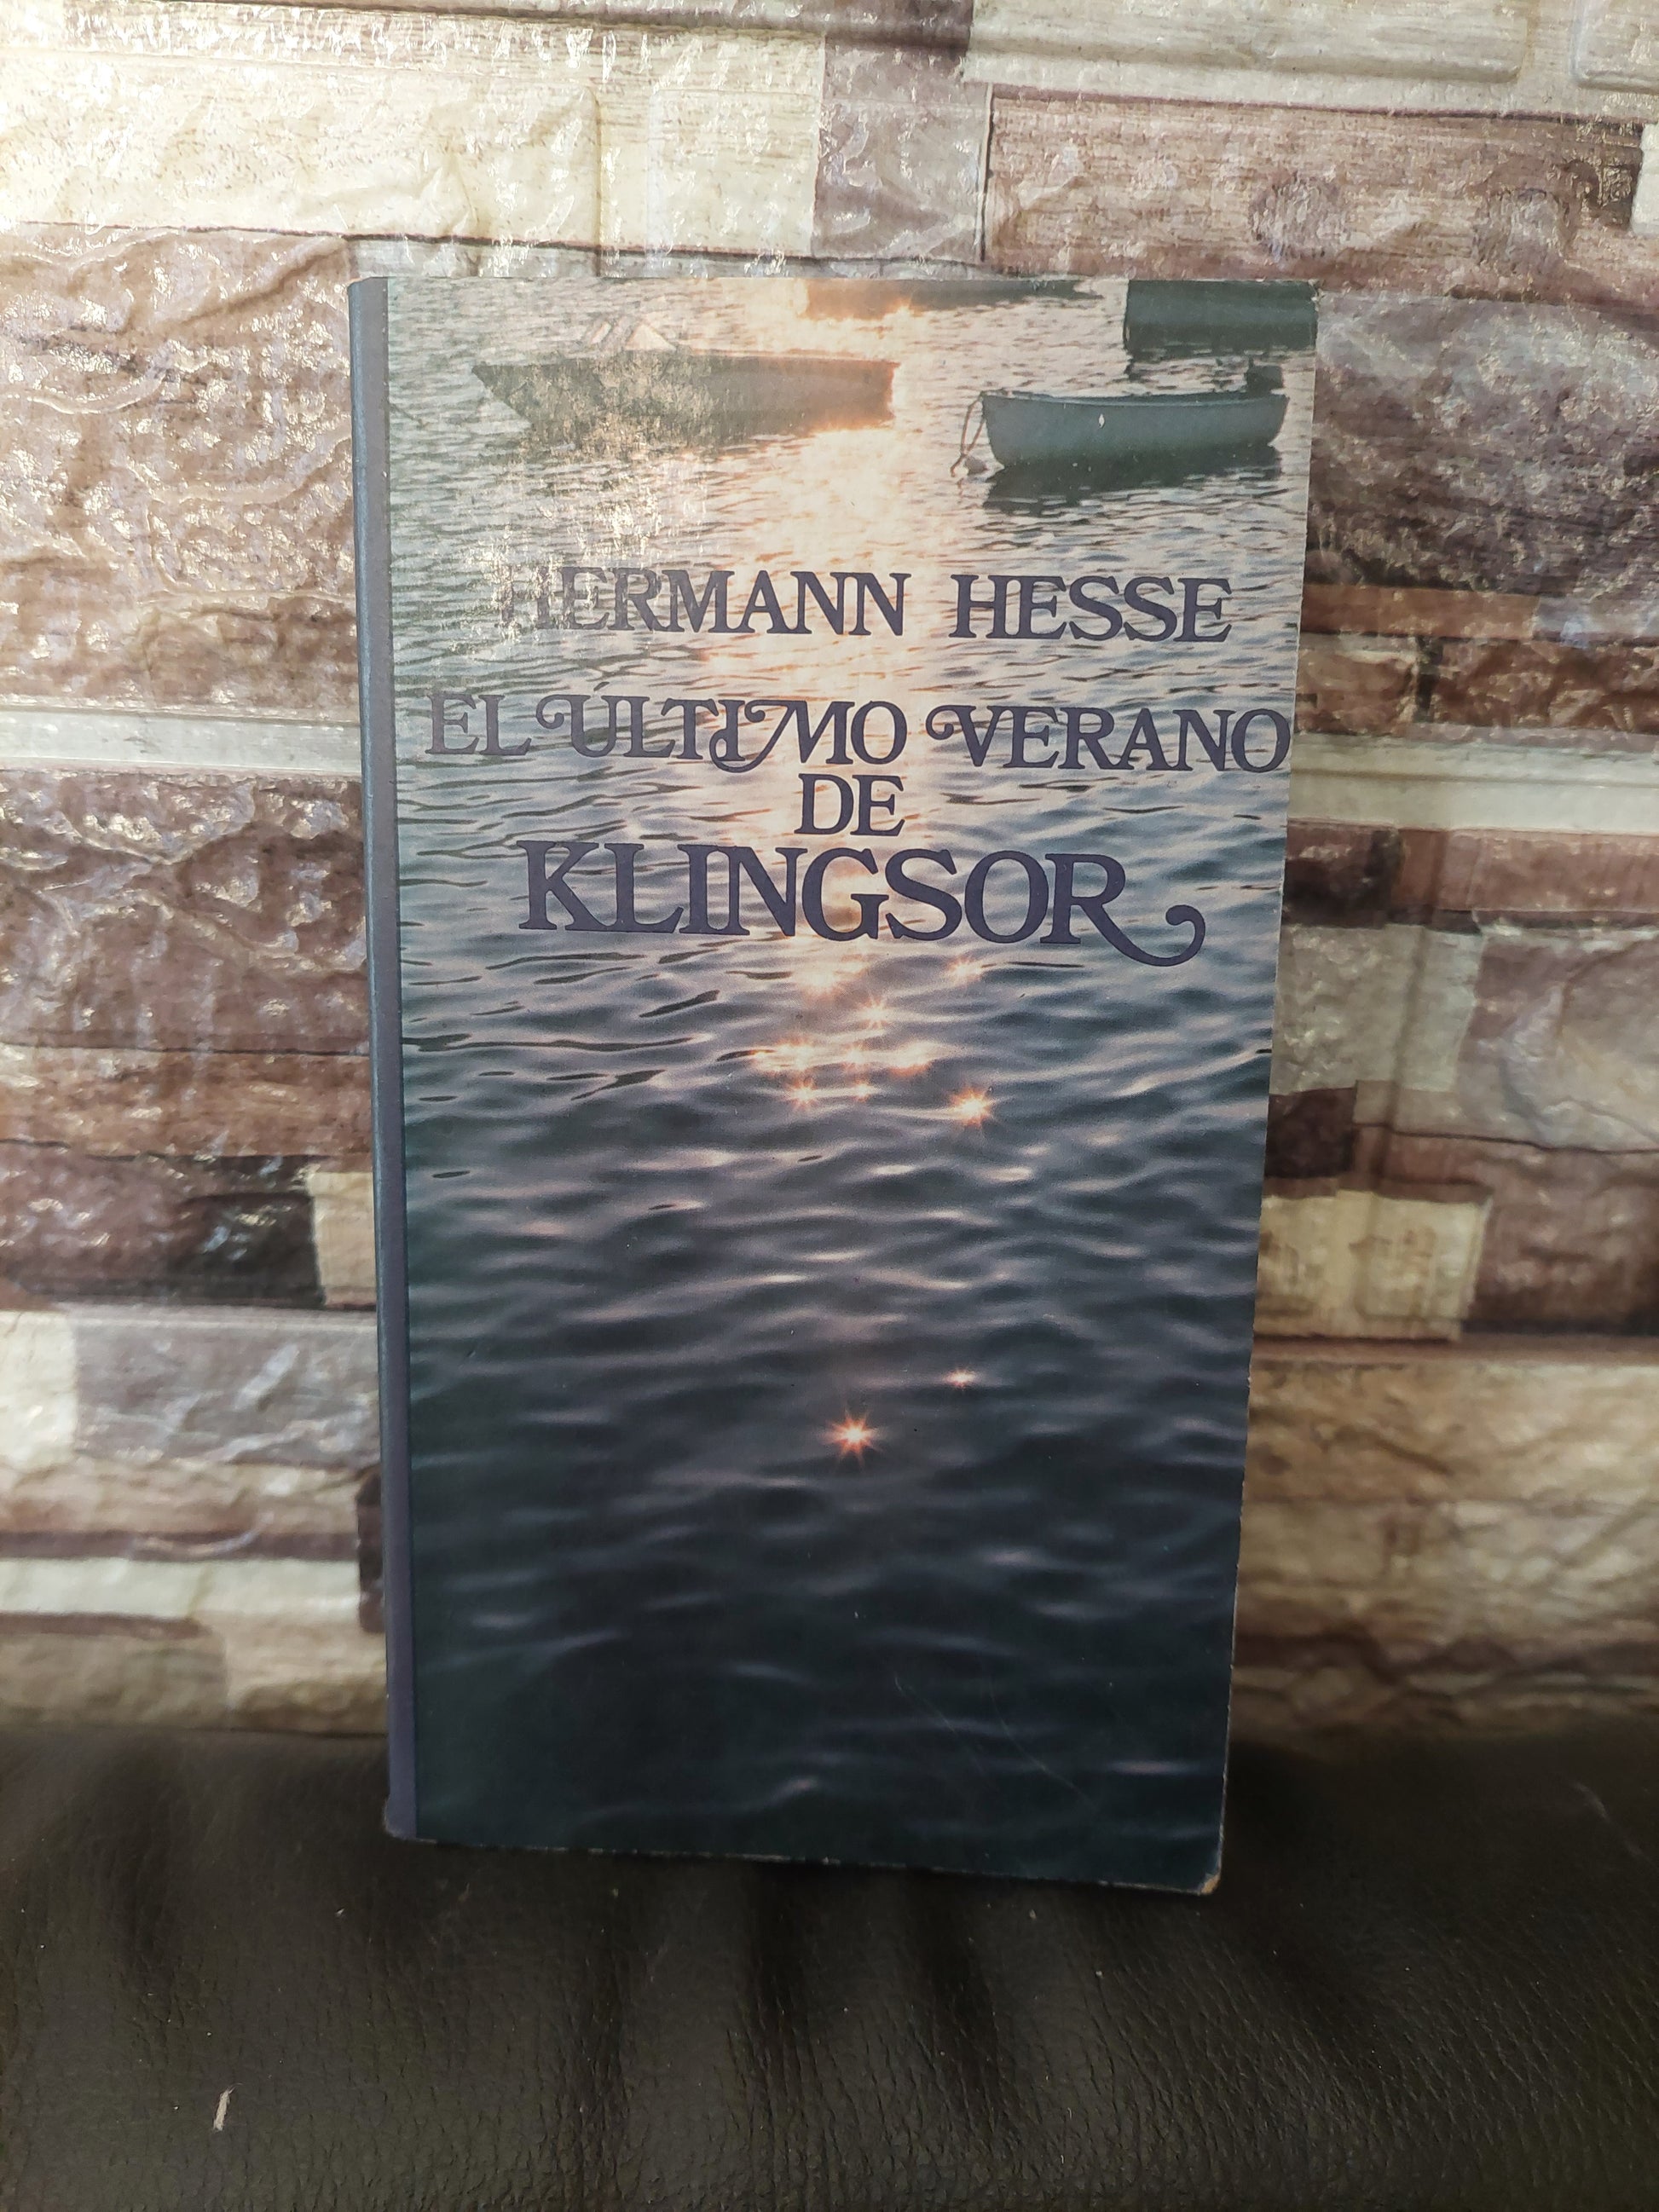 HERMANN HESSE
EL ÚLTIMO VERANO
DE
KLINGSOR